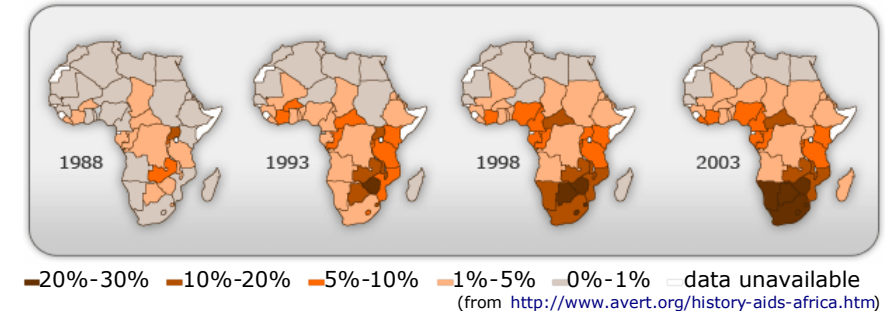 1988 1993 1998 2003
20%-30% 10%-20% 5%-10% 1%-5% 0%-1% data unavailable
(from http://www.avert.org/history-aids-africa.htm)